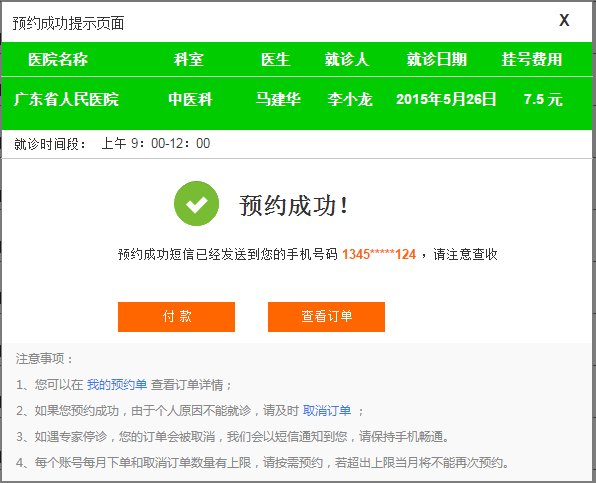 预约成功提示页面 X
医院名称 科室 医生 就诊人 就诊日期 挂号费用
广东省人民医院 中医科 马建华 李小龙 2015年5月26日 7.5 元
就诊时间段： 上午 9：00-12：00
预约成功！
预约成功短信已经发送到您的手机号码 1345*****124 ，请注意查收
付 款 查看订单
注意事项：
1、您可以在 我的预约单 查看订单详情；
2、如果您预约成功，由于个人原因不能就诊，请及时 取消订单 ；
3、如遇专家停诊，您的订单会被取消，我们会以短信通知到您，请保持手机畅通。
4、每个账号每月下单和取消订单数量有上限，请按需预约，若超出上限当月将不能再次预约。